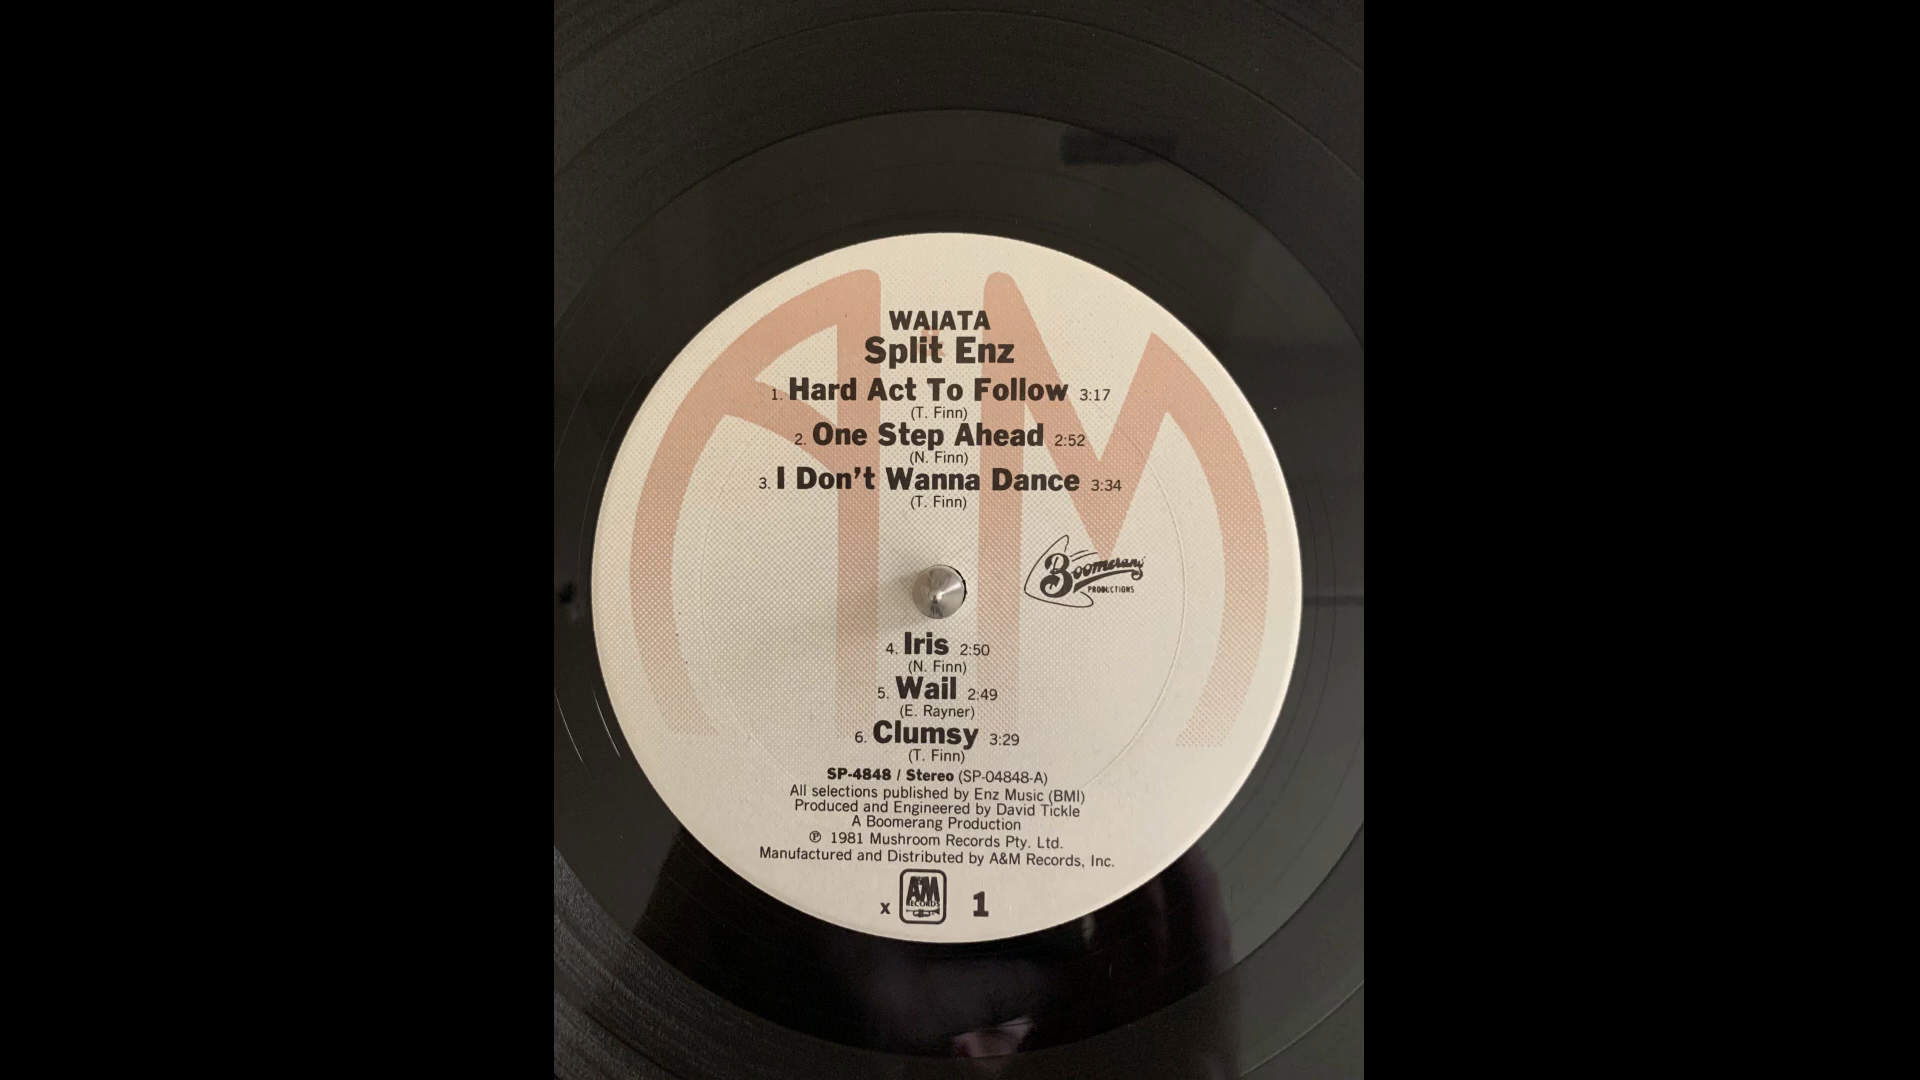 WAIATA
Split Enz
1. Hard Act To Follow 3:17
(T. Finn)
2. One Step Ahead 2:52
(N. Finn)
3. I Don't Wanna Dance 3:34
(T. Finn)
Boomerang
PRODUCTIONS
4. Iris 2:50
(N. Finn)
5. Wail 2:49
(E. Rayner)
6. Clumsy 3:29
(T. Finn)
SP-4848 / Stereo (SP-04848-A)
All selections published by Enz Music (BMI)
Produced and Engineered by David Tickle
A Boomerang Production
℗ 1981 Mushroom Records Pty. Ltd.
Manufactured and Distributed by A&M Records, Inc.
x A&M RECORDS 1